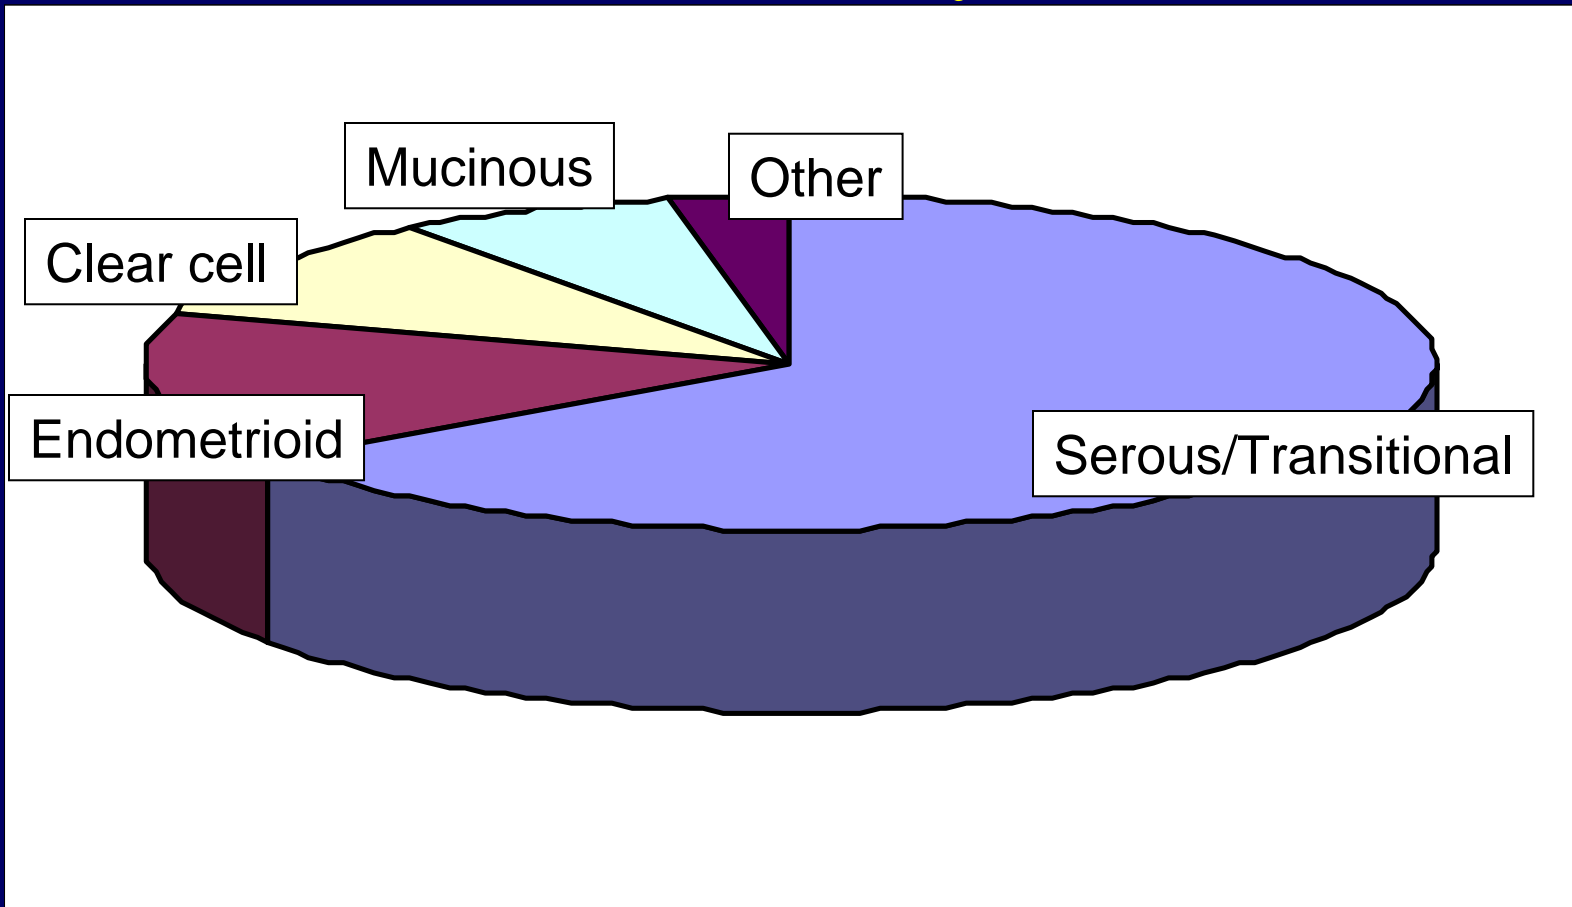 Mucinous
Other
Clear cell
Endometrioid
Serous/Transitional